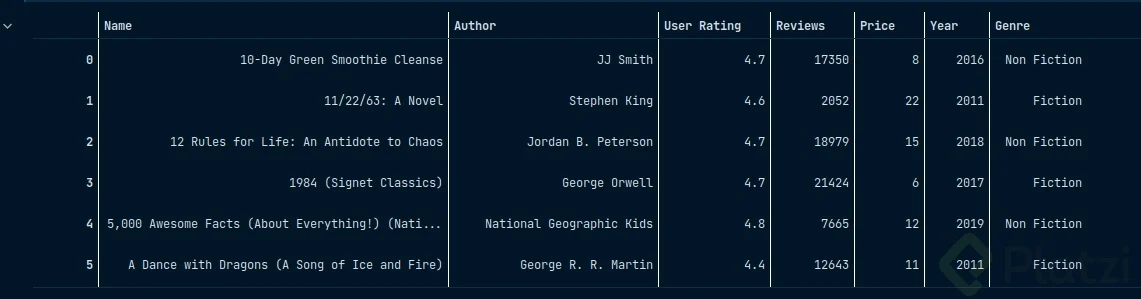 Name Author User Rating Reviews Price Year Genre
0 10-Day Green Smoothie Cleanse JJ Smith 4.7 17350 8 2016 Non Fiction
1 11/22/63: A Novel Stephen King 4.6 2052 22 2011 Fiction
2 12 Rules for Life: An Antidote to Chaos Jordan B. Peterson 4.7 18979 15 2018 Non Fiction
3 1984 (Signet Classics) George Orwell 4.7 21424 6 2017 Fiction
4 5,000 Awesome Facts (About Everything!) (Nati... National Geographic Kids 4.8 7665 12 2019 Non Fiction
5 A Dance with Dragons (A Song of Ice and Fire) George R. R. Martin 4.4 12643 11 2011 Fiction
Platzi